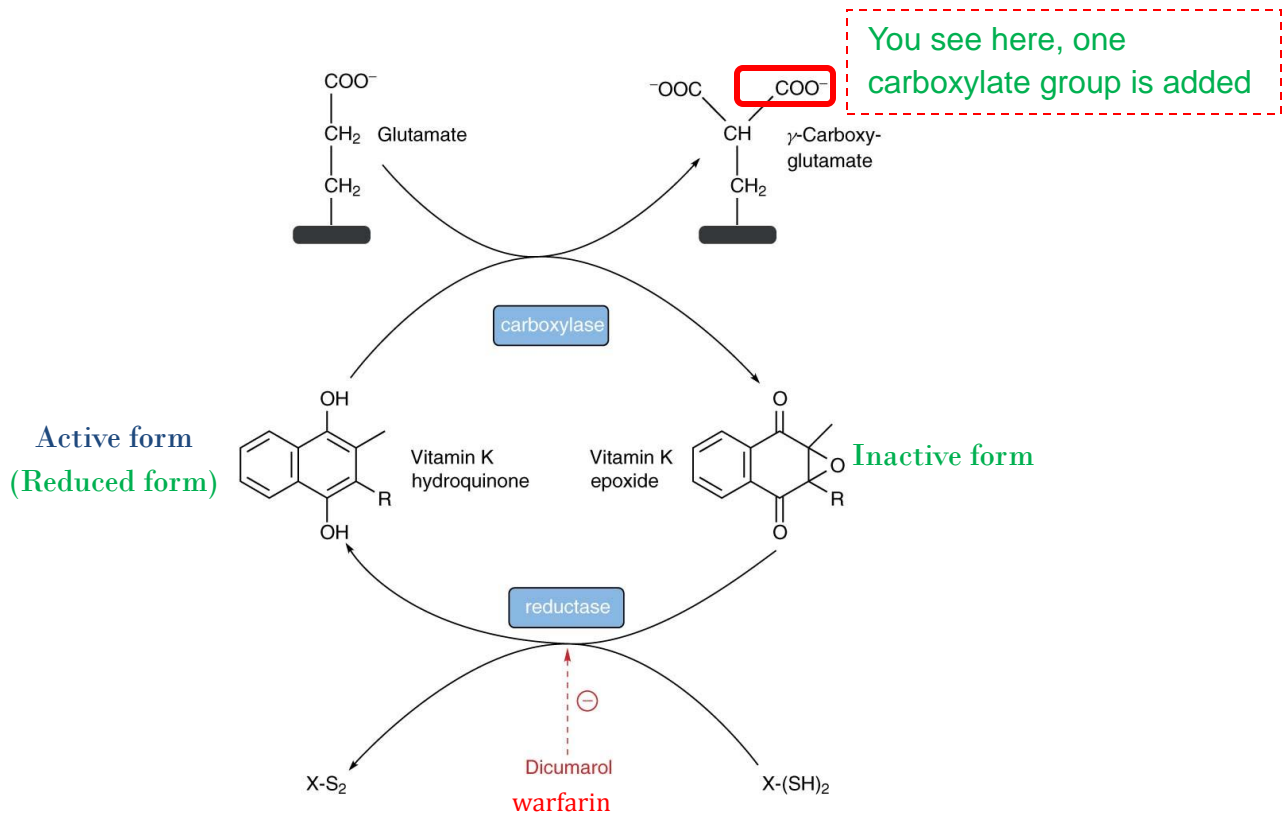 You see here, one
carboxylate group is added
COO⁻
CH₂ Glutamate
CH₂
⁻OOC COO⁻
CH γ-Carboxy-
glutamate
CH₂
carboxylase
OH
Active form
(Reduced form)
R
OH
Vitamin K
hydroquinone
Vitamin K
epoxide
O
O
R
O
Inactive form
reductase
X-S₂
−
Dicumarol
warfarin
X-(SH)₂